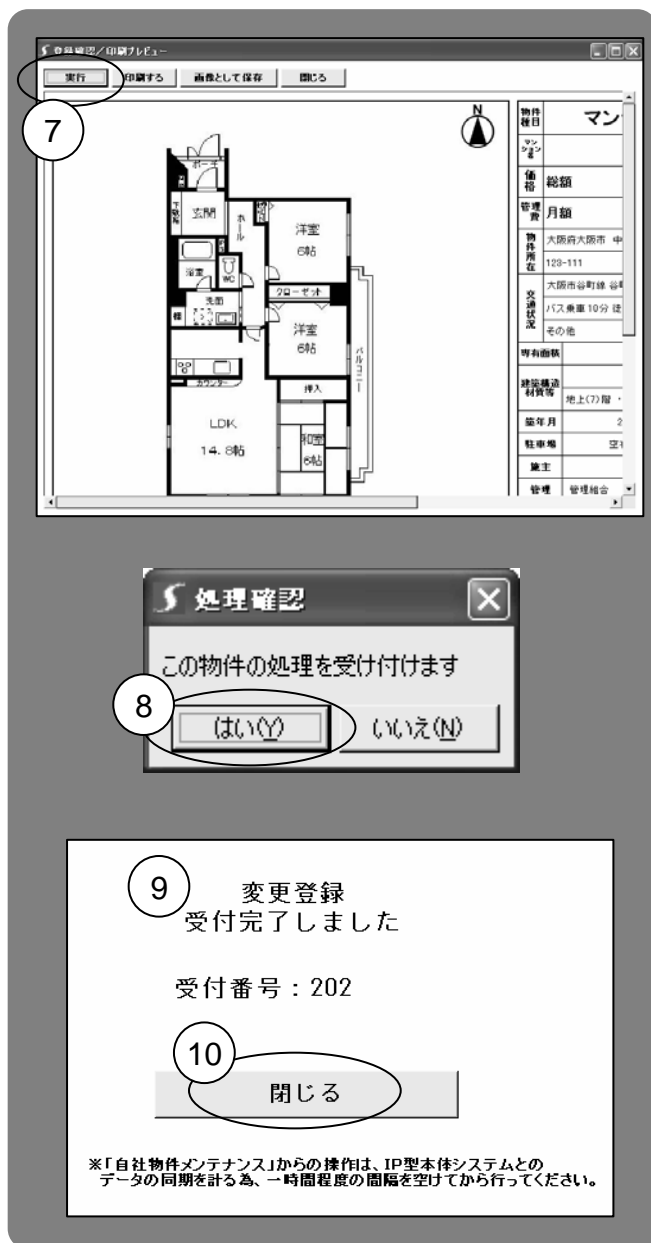 登録確認/印刷プレビュー
実行 印刷する 画像として保存 閉じる
7
N
ポーチ
玄関
下駄箱
ホール
洋室
6帖
浴室
WC
洗面
棚
クローゼット
洋室
6帖
バルコニー
カウンター
押入
LDK
14.8帖
和室
6帖
物件種目 マン
マンション名
価格 総額
管理費 月額
物件所在 大阪府大阪市 中
123-111
交通状況 大阪市谷町線 谷
バス乗車10分 徒
その他
専有面積
建築構造
材質等
地上(7)階 ・
築年月 2
駐車場 空
施主
管理 管理組合
処理確認
この物件の処理を受け付けます
8
はい(Y) いいえ(N)
9
変更登録
受付完了しました
受付番号：202
10
閉じる
※「自社物件メンテナンス」からの操作は、IP型本体システムとの
データの同期を計る為、一時間程度の間隔を空けてから行ってください。